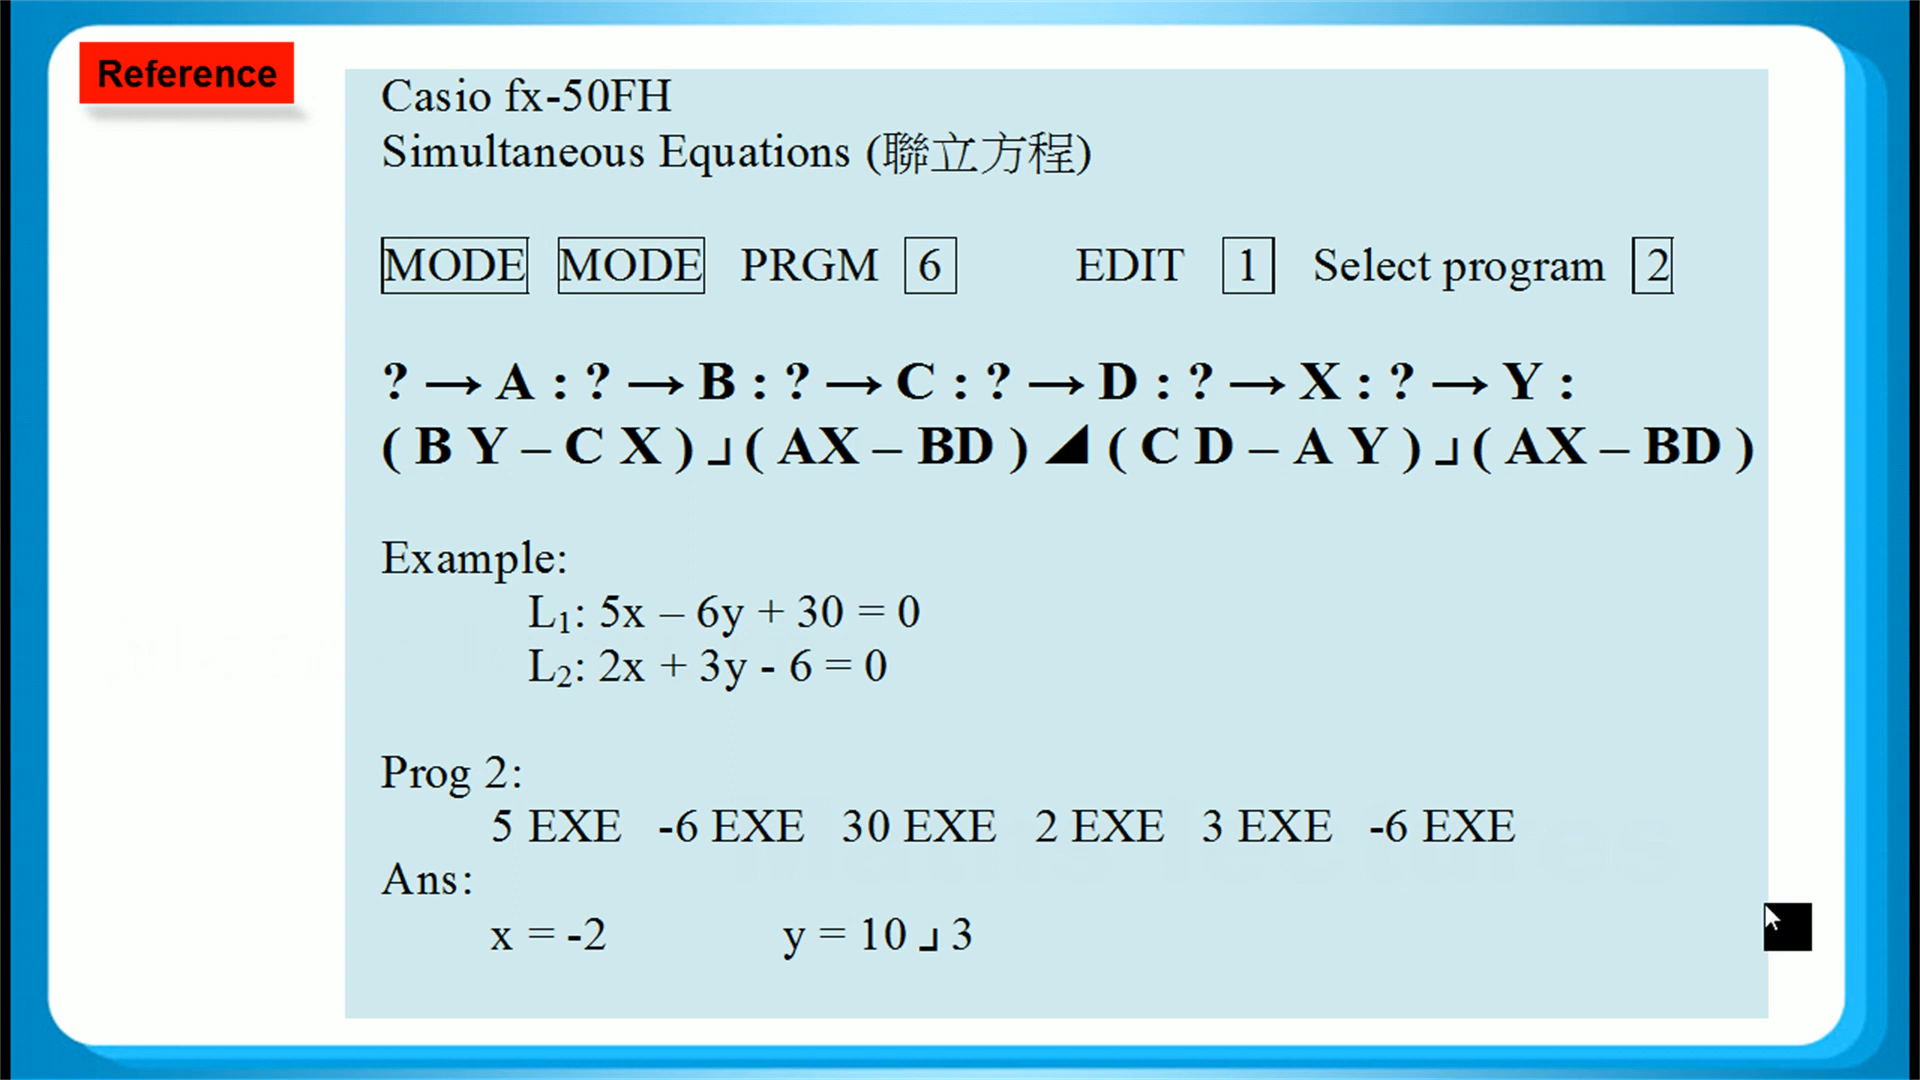 Reference
Casio fx-50FH
Simultaneous Equations (聯立方程)
MODE MODE PRGM 6 EDIT 1 Select program 2
? → A : ? → B : ? → C : ? → D : ? → X : ? → Y :
( B Y – C X ) ┘ ( AX – BD ) ◢ ( C D – A Y ) ┘ ( AX – BD )
Example:
L₁: 5x – 6y + 30 = 0
L₂: 2x + 3y - 6 = 0
Prog 2:
5 EXE -6 EXE 30 EXE 2 EXE 3 EXE -6 EXE
Ans:
x = -2 y = 10 ┘ 3